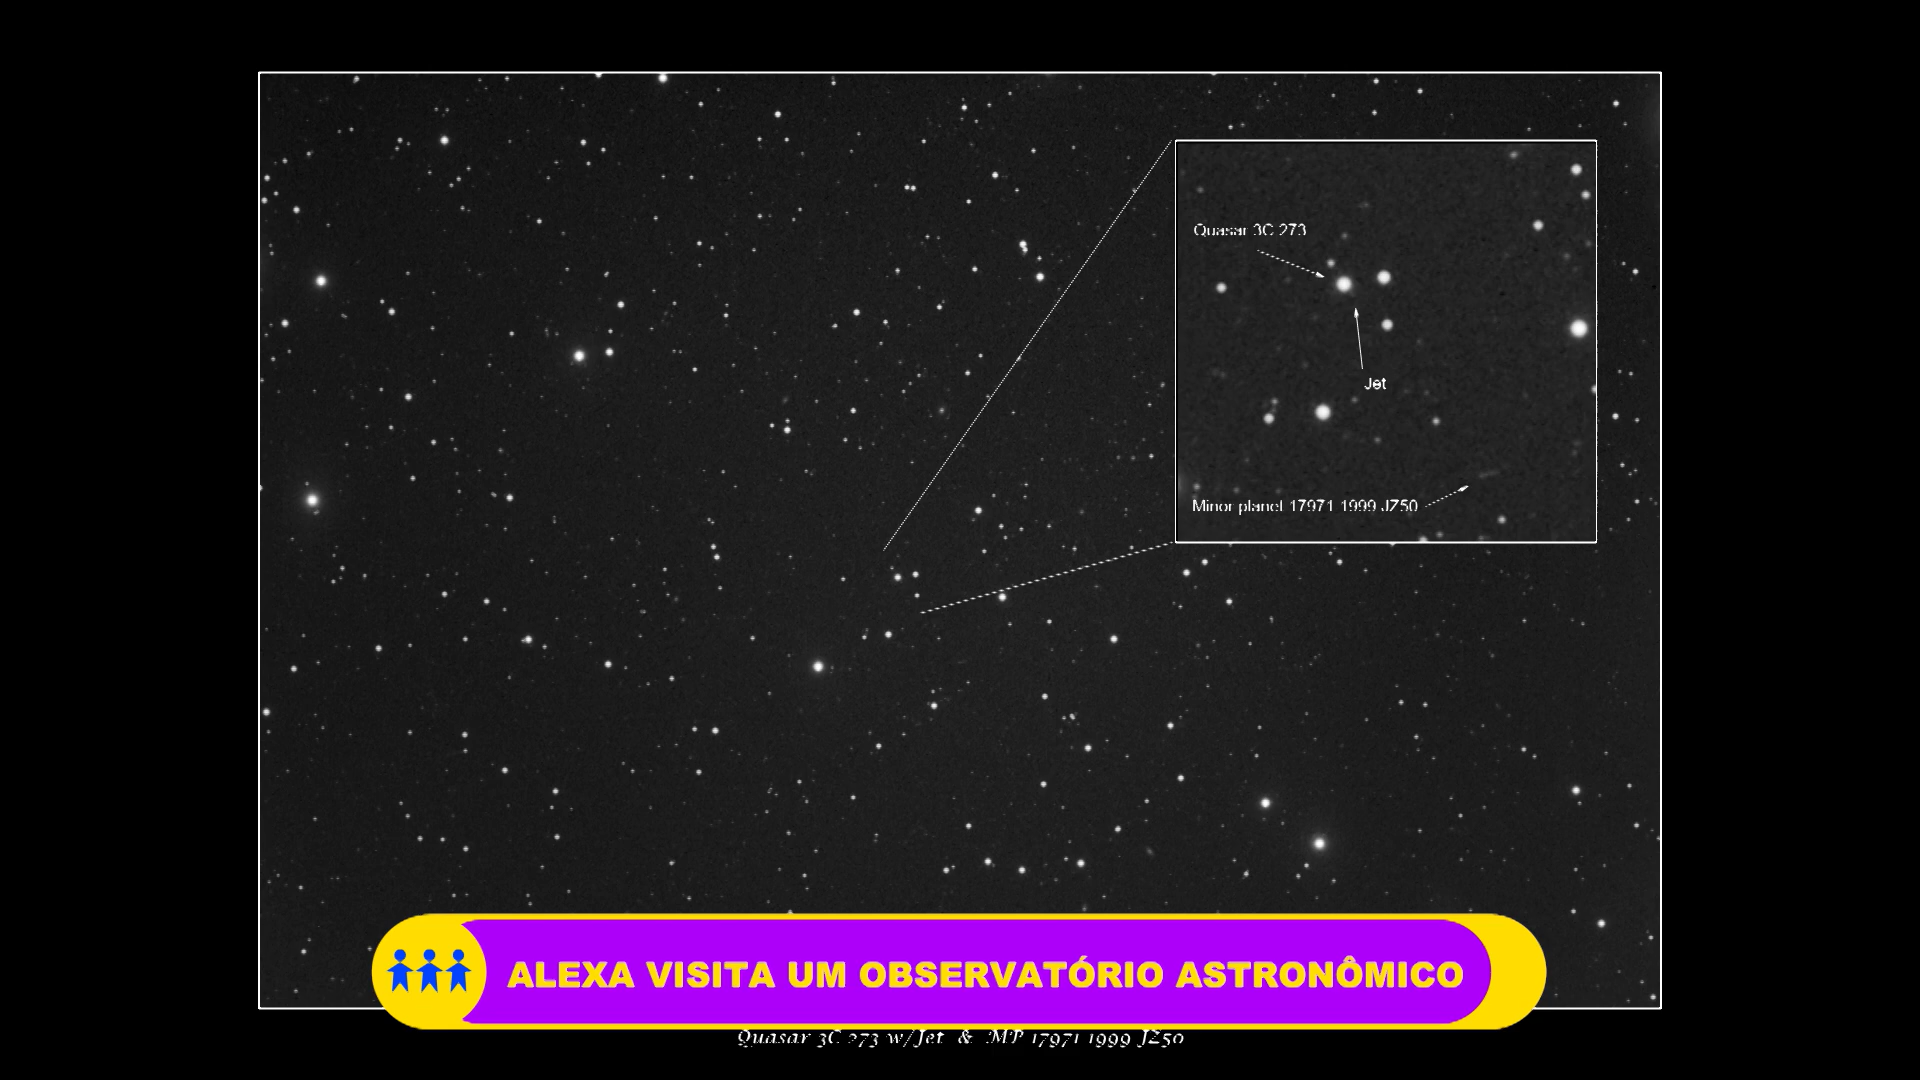 Quasar 3C 273
Jet
Minor planet 17971 1999 JZ50
ALEXA VISITA UM OBSERVATÓRIO ASTRONÔMICO
Quasar 3C 273 w/Jet & MP 17971 1999 JZ50